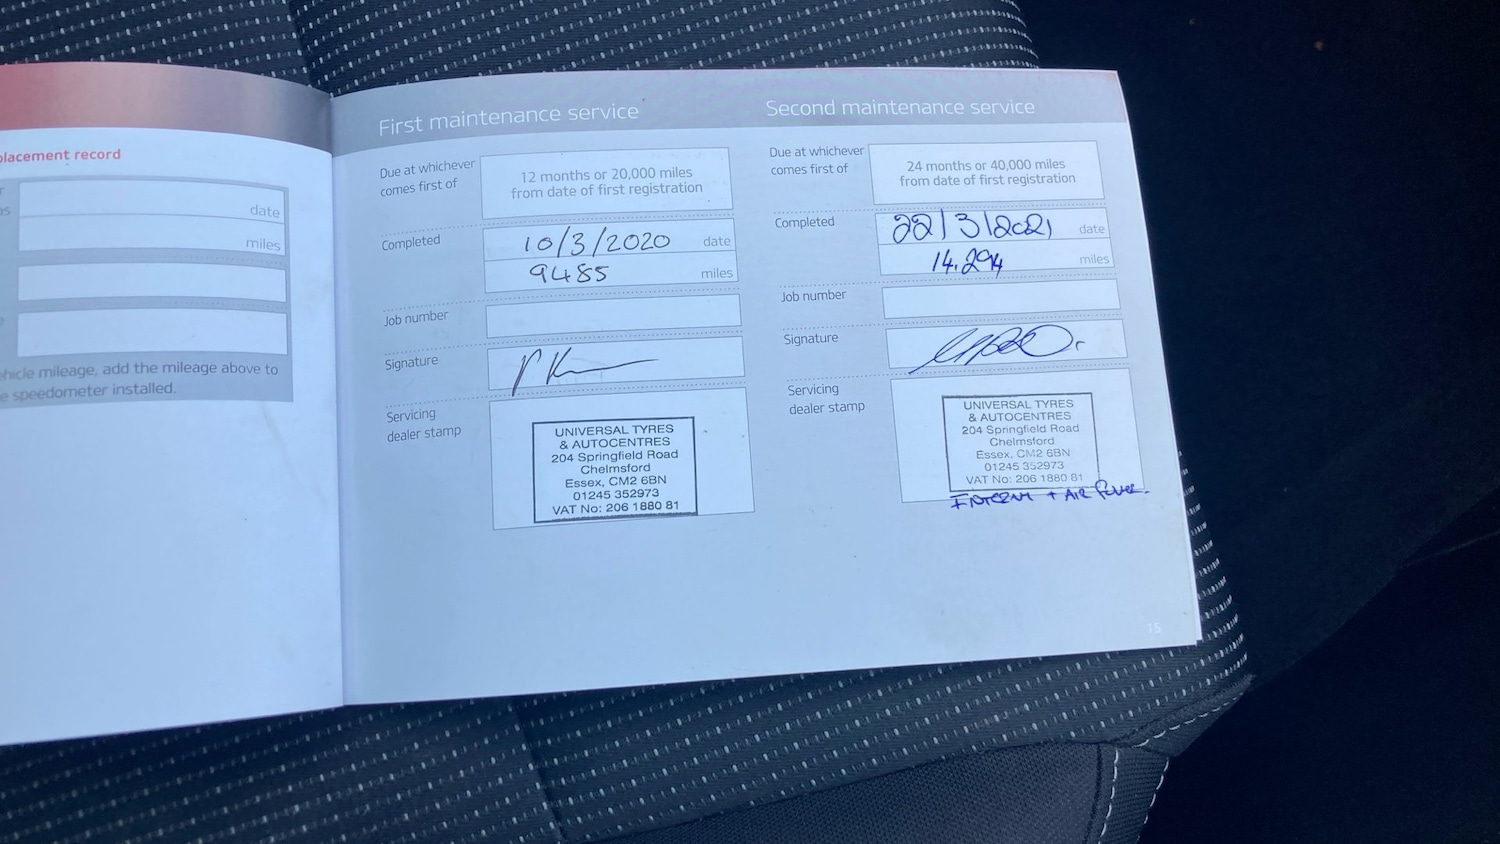 placement record
date
miles
ehicle mileage, add the mileage above to
e speedometer installed.
First maintenance service
Due at whichever
comes first of
12 months or 20,000 miles
from date of first registration
Completed
10/3/2020 date
9485 miles
Job number
Signature
Servicing
dealer stamp
UNIVERSAL TYRES
& AUTOCENTRES
204 Springfield Road
Chelmsford
Essex, CM2 6BN
01245 352973
VAT No: 206 1880 81
Second maintenance service
Due at whichever
comes first of
24 months or 40,000 miles
from date of first registration
Completed
22/3/2021 date
14.294 miles
Job number
Signature
Servicing
dealer stamp
UNIVERSAL TYRES
& AUTOCENTRES
204 Springfield Road
Chelmsford
Essex, CM2 6BN
01245 352973
VAT No: 206 1880 81
+ AIR
15